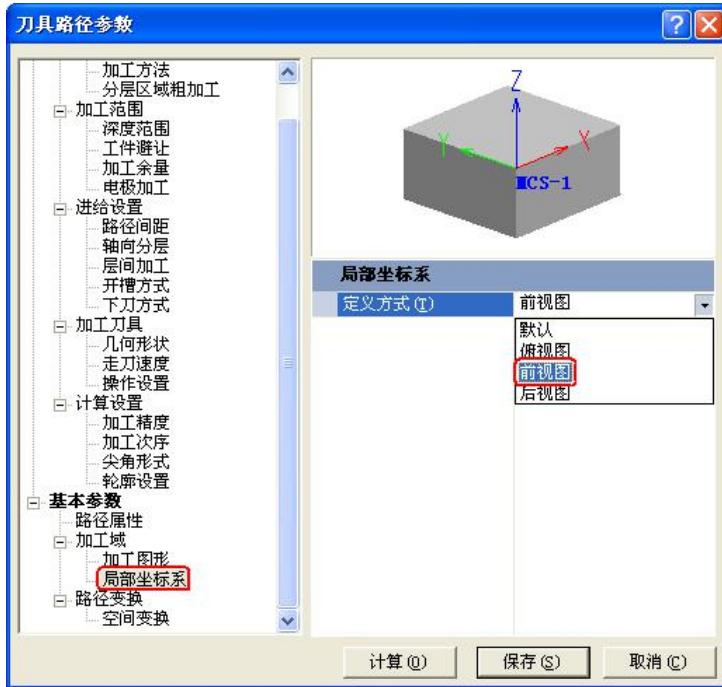 刀具路径参数
加工方法
分层区域粗加工
加工范围
深度范围
工件避让
加工余量
电极加工
进给设置
路径间距
轴向分层
层间加工
开槽方式
下刀方式
加工刀具
几何形状
走刀速度
操作设置
计算设置
加工精度
加工次序
尖角形式
轮廓设置
基本参数
路径属性
加工域
加工图形
局部坐标系
路径变换
空间变换
Z
Y
X
MCS-1
局部坐标系
定义方式(T) 前视图
默认
俯视图
前视图
后视图
计算(O) 保存(S) 取消(C)